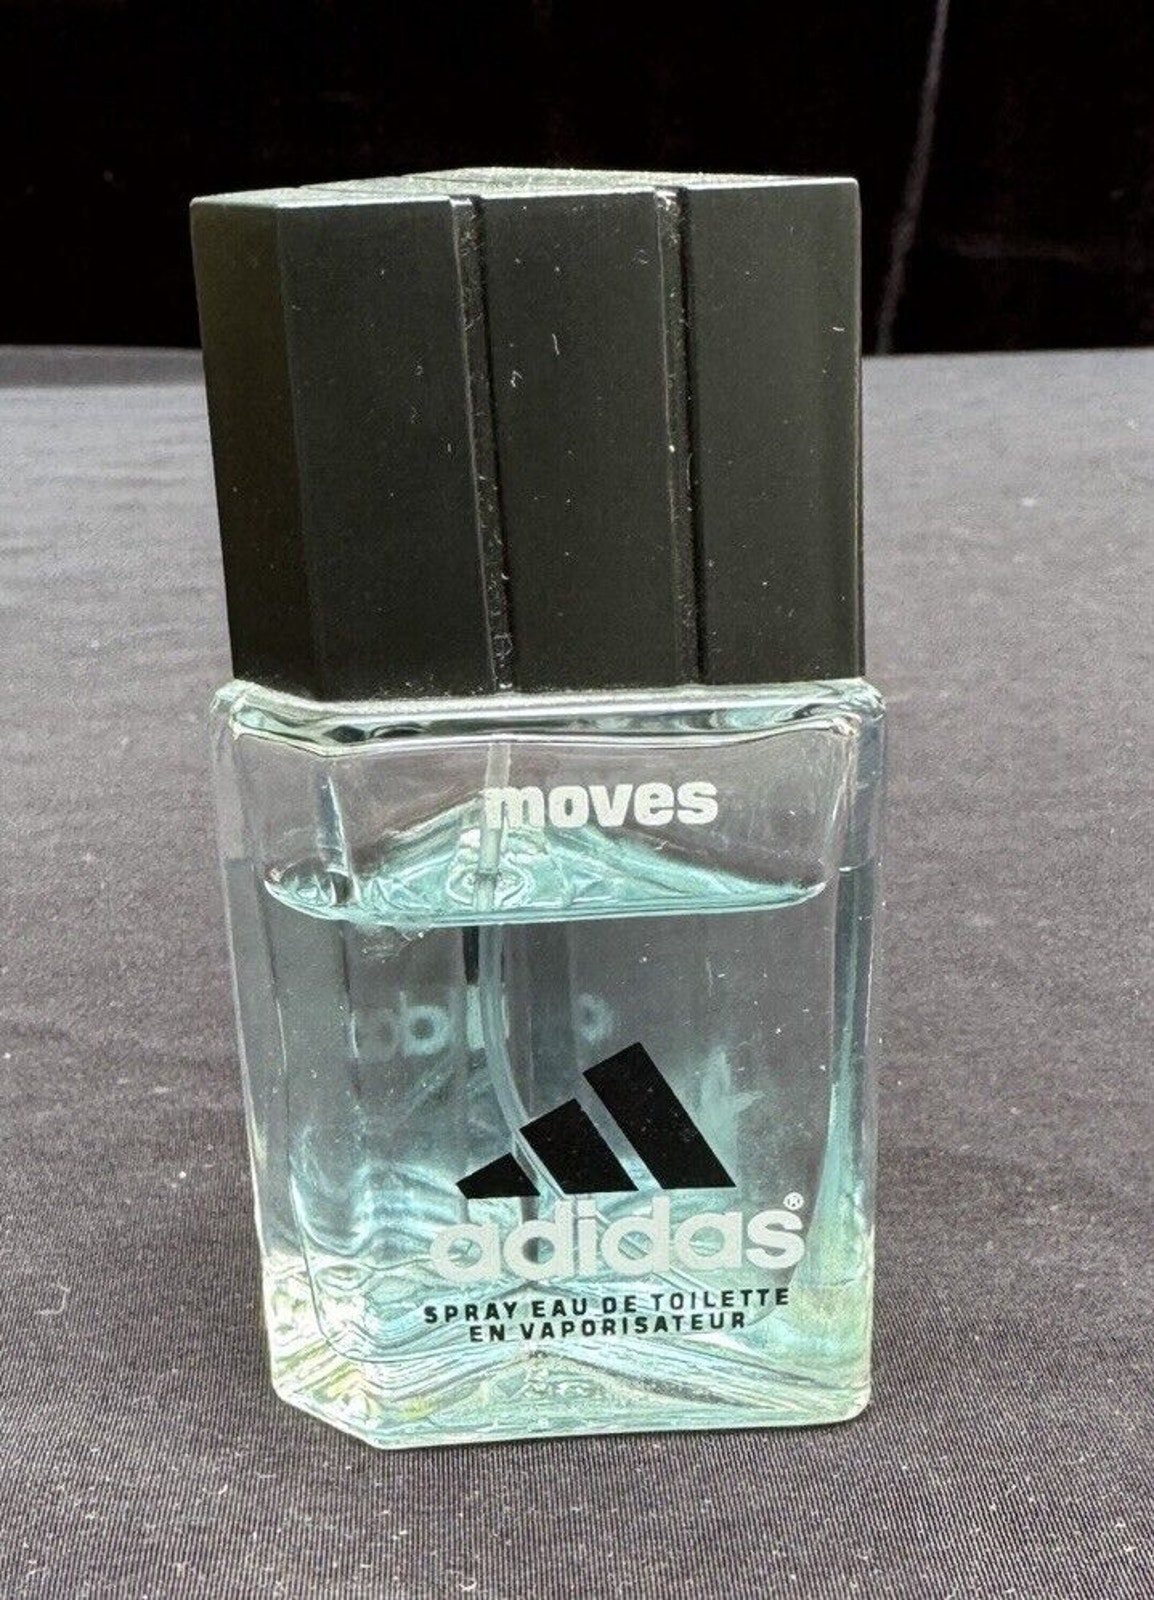 moves
adidas®
SPRAY EAU DE TOILETTE
EN VAPORISATEUR